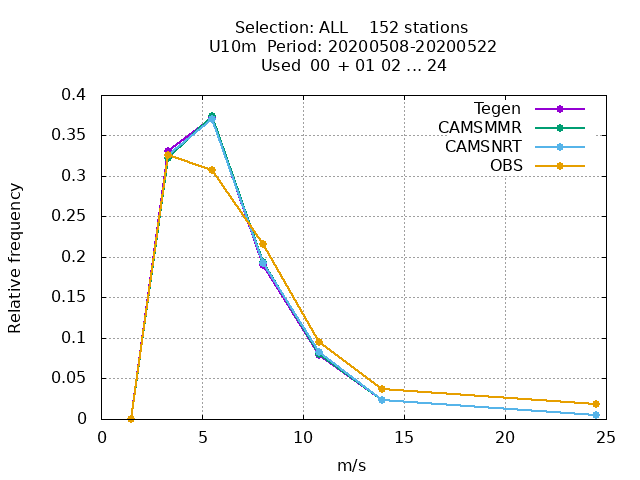 Selection: ALL    152 stations
U10m  Period: 20200508-20200522
Used  00  + 01 02 ... 24
Relative frequency
0.4
0.35
0.3
0.25
0.2
0.15
0.1
0.05
0
0 5 10 15 20 25
m/s
Tegen
CAMSMMR
CAMSNRT
OBS